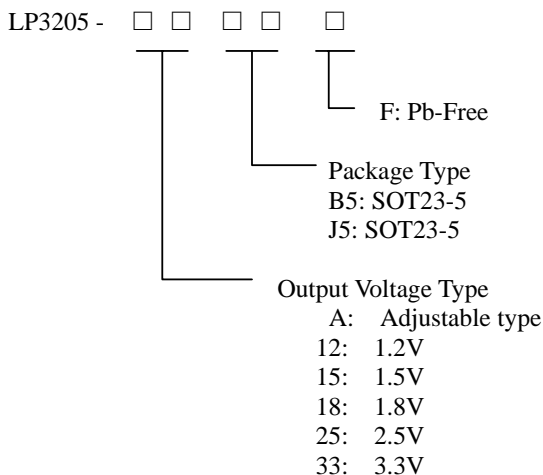 LP3205 - □ □ □ □ □
F: Pb-Free
Package Type
B5: SOT23-5
J5: SOT23-5
Output Voltage Type
A: Adjustable type
12: 1.2V
15: 1.5V
18: 1.8V
25: 2.5V
33: 3.3V